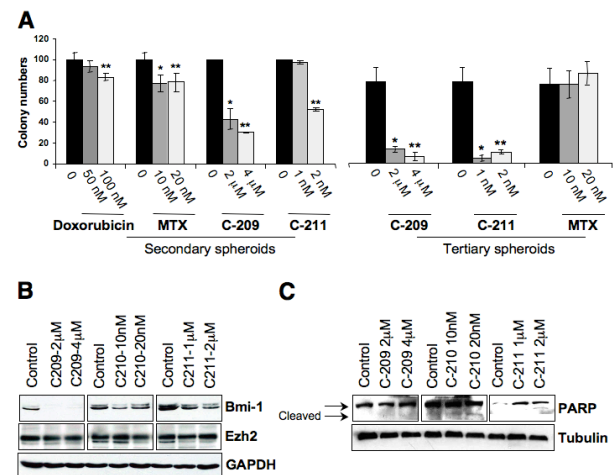 A
Colony numbers
120
100
80
60
40
20
0
** * ** * ** ** * ** * **
0 50 nM 100 nM 0 10 nM 20 nM 0 2 µM 4 µM 0 1 nM 2 nM 0 2 µM 4 µM 0 1 nM 2 nM 0 10 nM 20 nM
Doxorubicin MTX C-209 C-211 C-209 C-211 MTX
Secondary spheroids Tertiary spheroids
B
Control C209-2µM C209-4µM Control C210-10nM C210-20nM Control C211-1µM C211-2µM
Bmi-1
Ezh2
GAPDH
C
Control C-209 2µM C-209 4µM Control C-210 10nM C-210 20nM Control C-211 1µM C-211 2µM
PARP
Cleaved
Tubulin